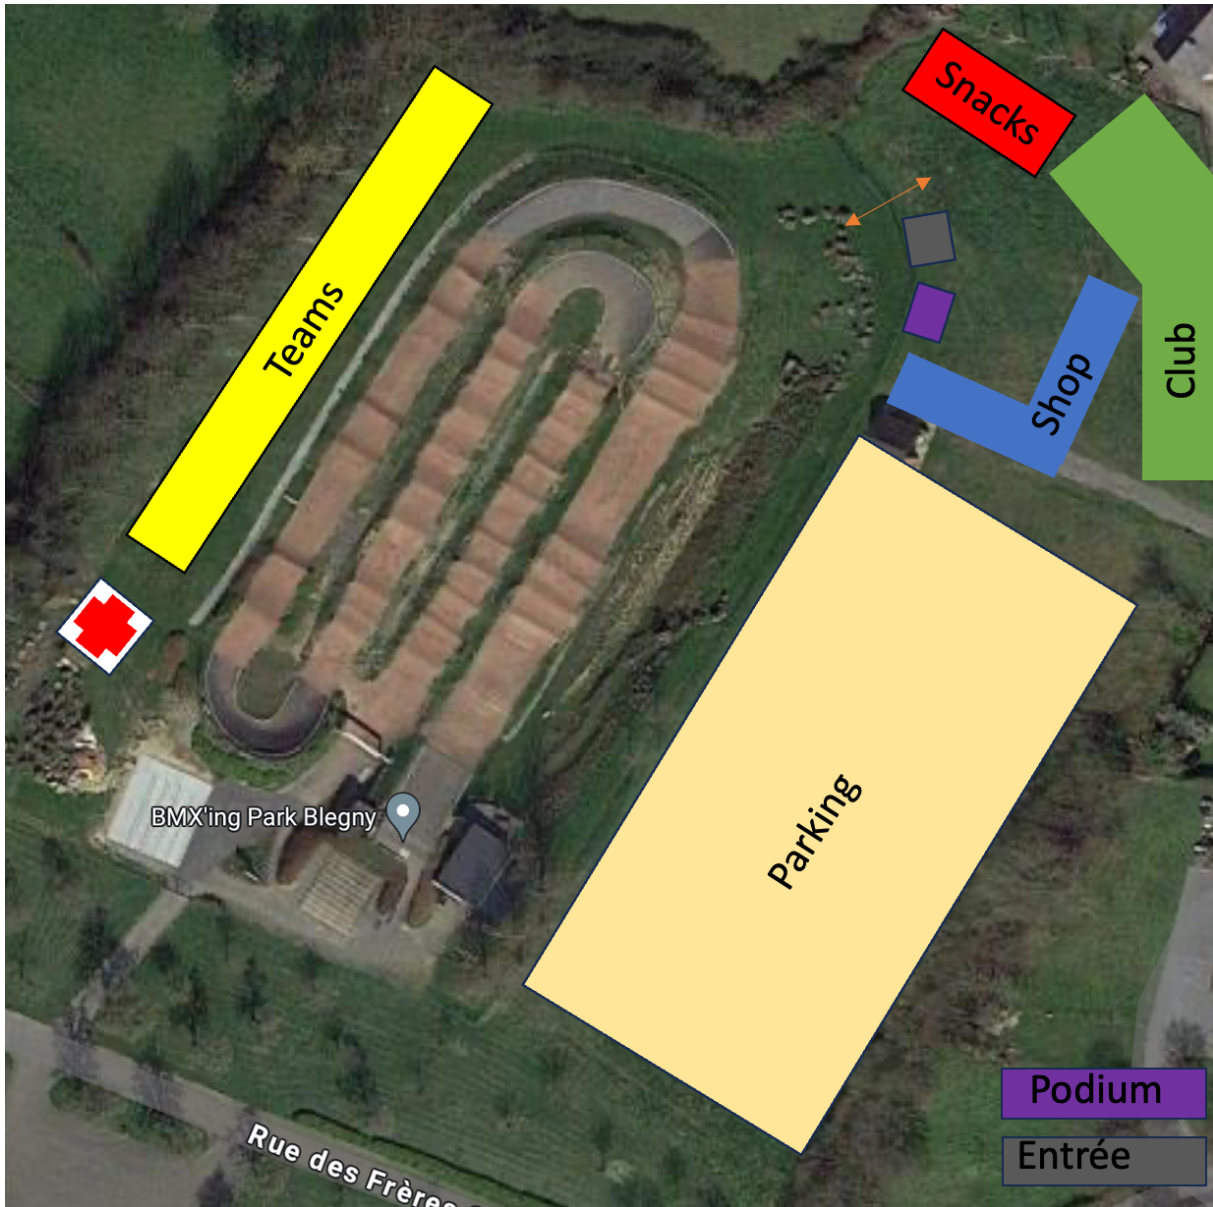 Snacks
Teams
Club
Shop
Parking
BMX'ing Park Blegny
Podium
Entrée
Rue des Frères